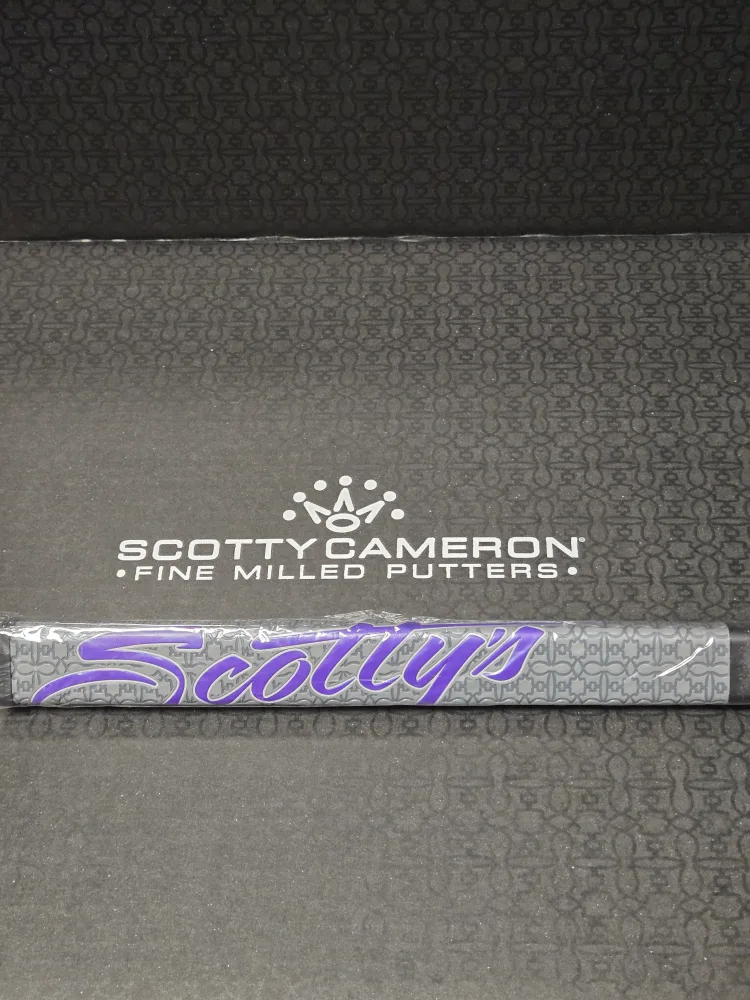 SCOTTY CAMERON®
• FINE MILLED PUTTERS •
Scotty's